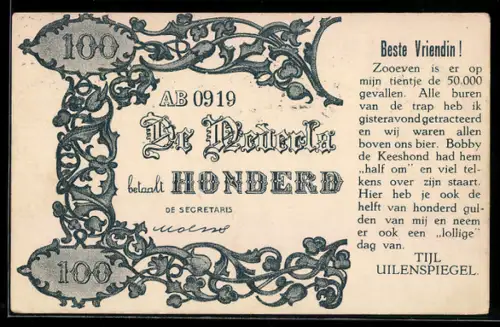 100
AB 0919
De Nederla
betaalt HONDERD
DE SECRETARIS
100
Beste Vriendin!
Zooeven is er op
mijn tientje de 50.000
gevallen. Alle buren
van de trap heb ik
gisteravond getracteerd
en wij waren allen
boven ons bier. Bobby
de Keeshond had hem
„half om" en viel tel-
kens over zijn staart.
Hier heb je ook de
helft van honderd gul-
den van mij en neem
er ook een „lollige"
dag van.
TIJL
UILENSPIEGEL.